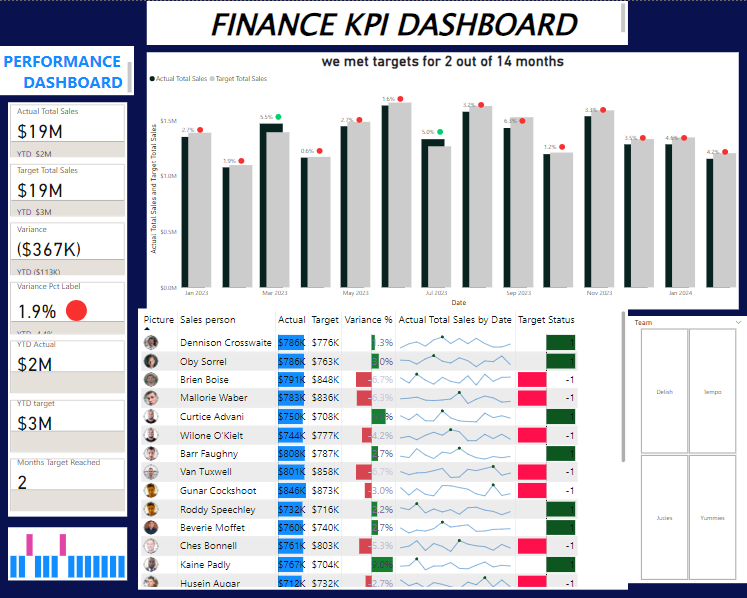 FINANCE KPI DASHBOARD
PERFORMANCE
DASHBOARD
Actual Total Sales
$19M
YTD $2M
Target Total Sales
$19M
YTD $3M
Variance
($367K)
YTD ($113K)
Variance Pct Label
1.9%
YTD
YTD Actual
$2M
YTD target
$3M
Months Target Reached
2
we met targets for 2 out of 14 months
Actual Total Sales Target Total Sales
Actual Total Sales and Target Total Sales
$1.5M
$1.0M
$0.5M
$0.0M
2.7% 1.9% 5.5% 0.6% 2.7% 1.6% 5.0% 3.2% 6.3% 1.2% 3.3% 3.5% 4.2%
Jan 2023 Mar 2023 May 2023 Jul 2023 Sep 2023 Nov 2023 Jan 2024
Date
Picture Sales person Actual Target Variance % Actual Total Sales by Date Target Status
Dennison Crosswaite $786K $776K 1.3% 1
Oby Sorrel $786K $763K 3.0% 1
Brien Boise $791K $848K -6.7% -1
Mallorie Waber $783K $836K -6.3% -1
Curtice Advani $750K $708K % 1
Wilone O'Kielt $744K $777K -4.2% -1
Barr Faughny $808K $787K 2.7% 1
Van Tuxwell $801K $858K -6.7% -1
Gunar Cockshoot $846K $873K -3.0% -1
Roddy Speechley $732K $716K 2.2% 1
Beverie Moffet $760K $740K 2.7% 1
Ches Bonnell $761K $803K -5.3% -1
Kaine Padly $767K $704K 9.0% 1
Husein Augar $712K $732K -2.7% -1
Team
Delish
Tempo
Jucies
Yummies